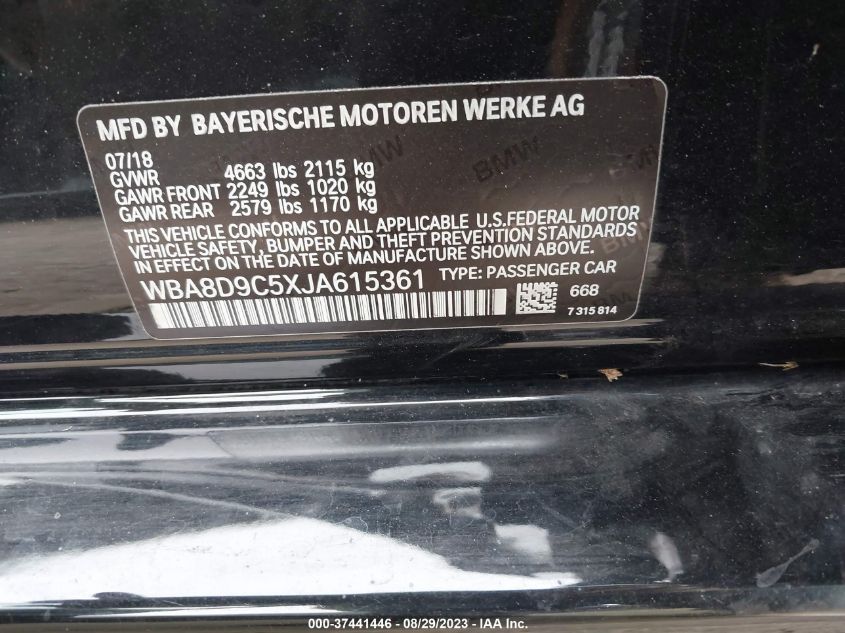 MFD BY BAYERISCHE MOTOREN WERKE AG
07/18
GVWR 4663 lbs 2115 kg
GAWR FRONT 2249 lbs 1020 kg
GAWR REAR 2579 lbs 1170 kg
THIS VEHICLE CONFORMS TO ALL APPLICABLE U.S.FEDERAL MOTOR
VEHICLE SAFETY, BUMPER AND THEFT PREVENTION STANDARDS
IN EFFECT ON THE DATE OF MANUFACTURE SHOWN ABOVE.
WBA8D9C5XJA615361 TYPE: PASSENGER CAR
668
7 315 814
000-37441446 - 08/29/2023 - IAA Inc.